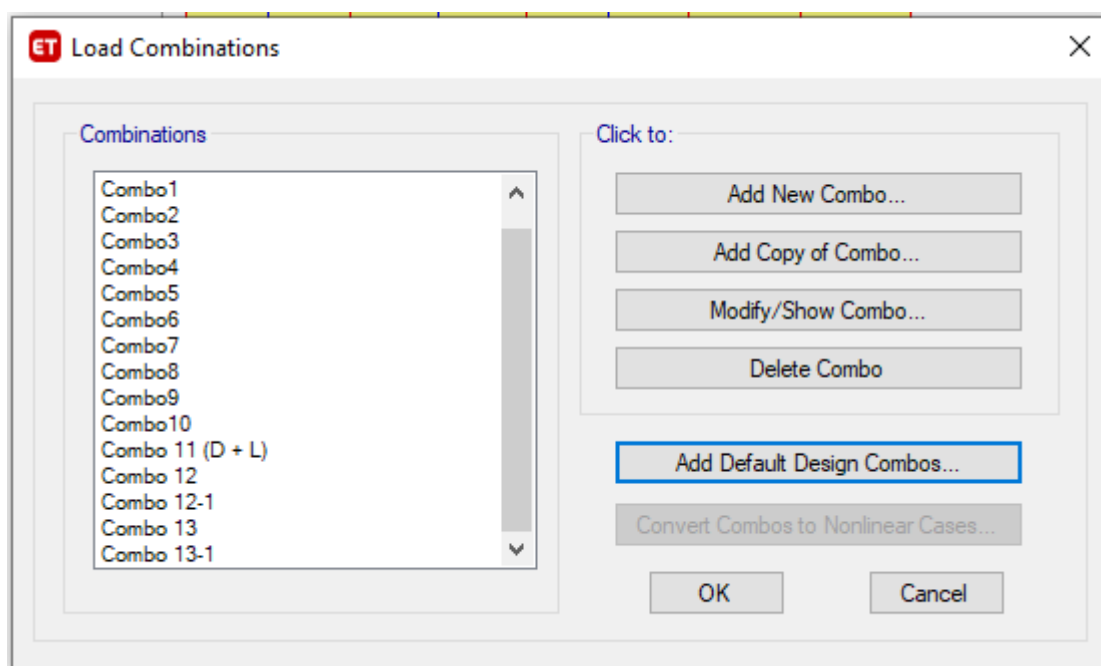 ET Load Combinations
Combinations
Combo1
Combo2
Combo3
Combo4
Combo5
Combo6
Combo7
Combo8
Combo9
Combo10
Combo 11 (D + L)
Combo 12
Combo 12-1
Combo 13
Combo 13-1
Click to:
Add New Combo...
Add Copy of Combo...
Modify/Show Combo...
Delete Combo
Add Default Design Combos...
Convert Combos to Nonlinear Cases...
OK
Cancel